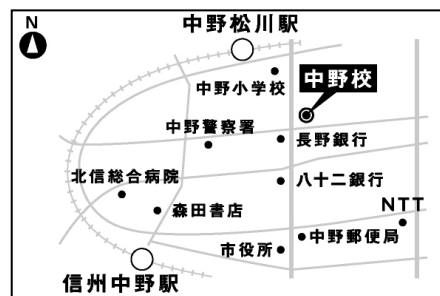 N
中野松川駅
中野小学校
中野校
中野警察署
長野銀行
北信総合病院
八十二銀行
森田書店
NTT
中野郵便局
市役所
信州中野駅